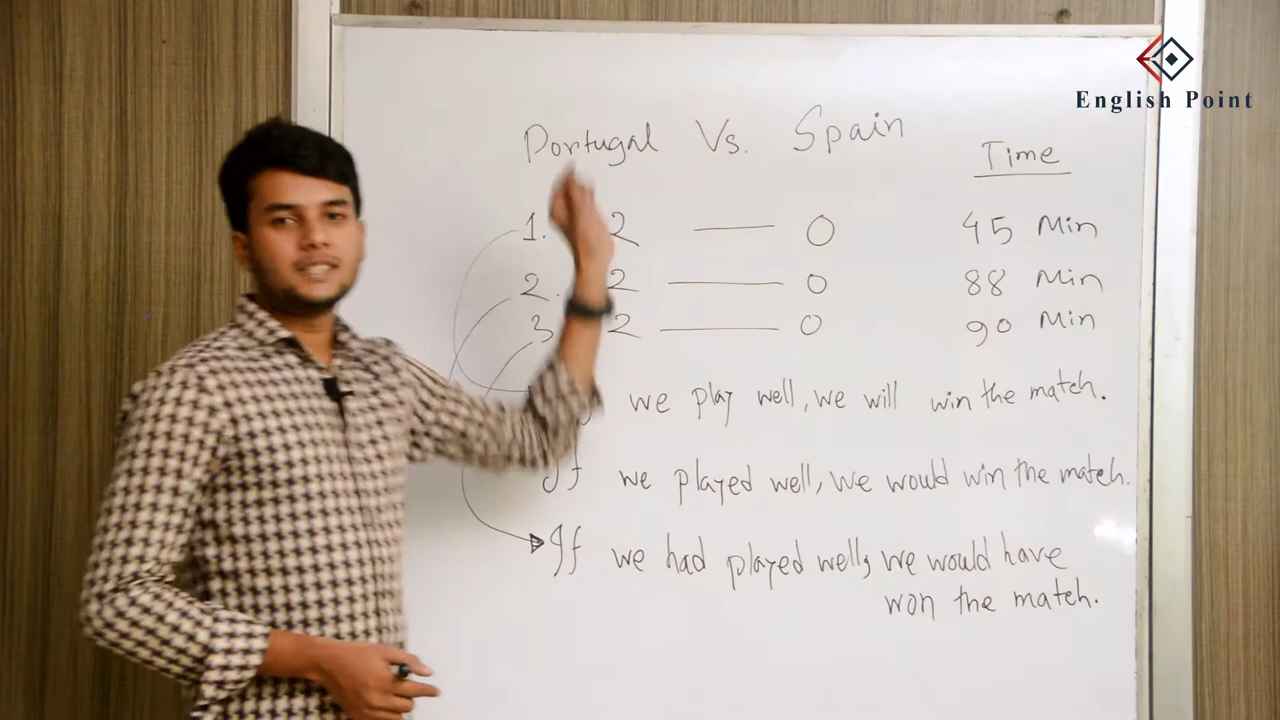 English Point
Portugal Vs. Spain
Time
1. 2 — 0 45 Min
2. 2 — 0 88 Min
3 2 — 0 90 Min
we play well, we will win the match.
If we played well, we would win the match.
If we had played well, we would have
won the match.